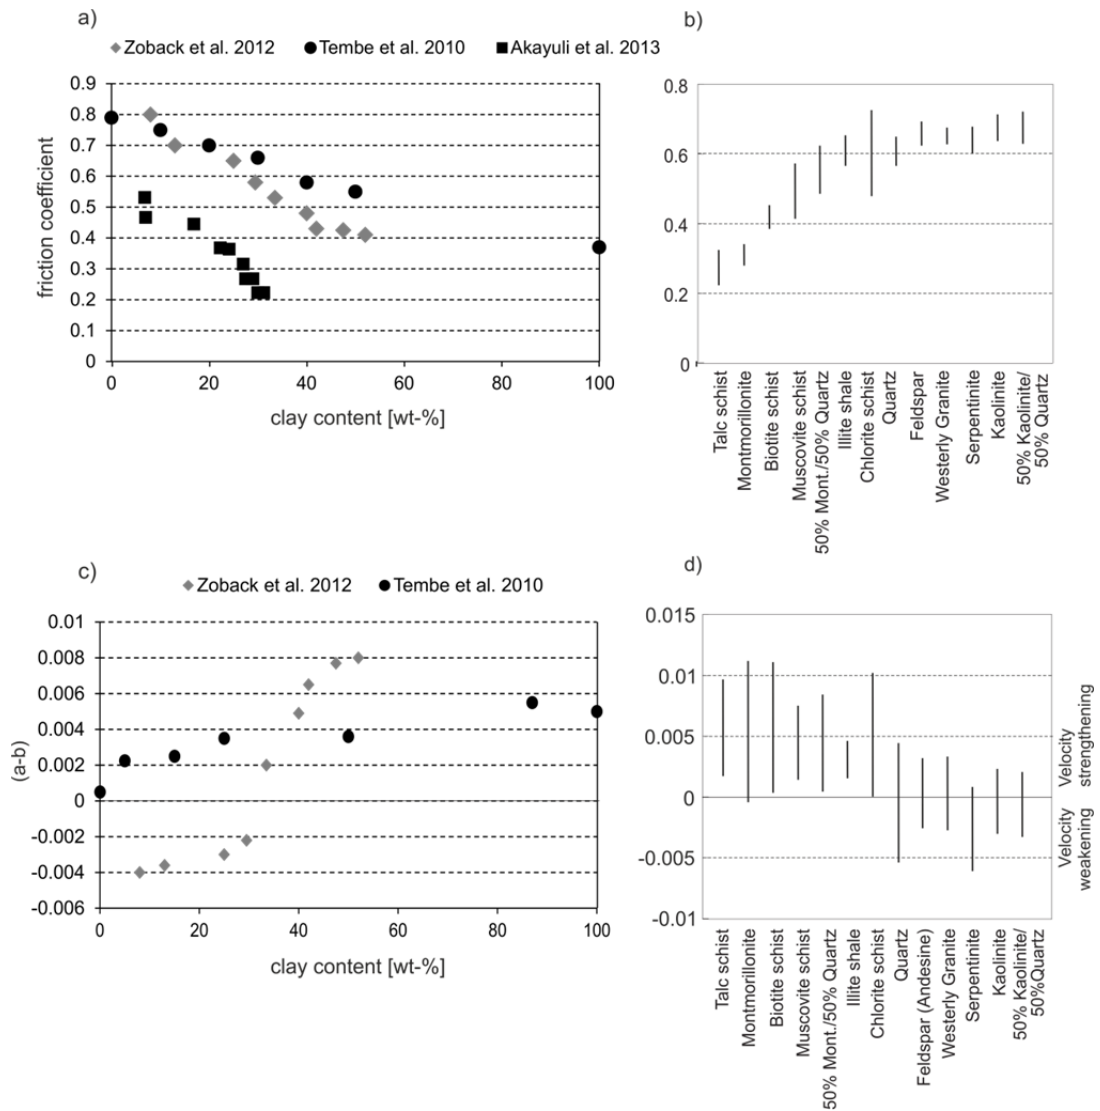 a)
Zoback et al. 2012 Tembe et al. 2010 Akayuli et al. 2013
0.9
0.8
0.7
0.6
0.5
0.4
0.3
0.2
0.1
0
friction coefficient
0 20 40 60 80 100
clay content [wt-%]
b)
0.8
0.6
0.4
0.2
0
Talc schist
Montmorillonite
Biotite schist
Muscovite schist
50% Mont./50% Quartz
Illite shale
Chlorite schist
Quartz
Feldspar
Westerly Granite
Serpentinite
Kaolinite
50% Kaolinite/
50% Quartz
c)
Zoback et al. 2012 Tembe et al. 2010
0.01
0.008
0.006
0.004
0.002
0
-0.002
-0.004
-0.006
(a-b)
0 20 40 60 80 100
clay content [wt-%]
d)
0.015
0.010
0.005
0
-0.005
-0.01
Velocity
strengthening
Velocity
weakening
Talc schist
Montmorillonite
Biotite schist
Muscovite schist
50% Mont./50% Quartz
Illite shale
Chlorite schist
Quartz
Feldspar (Andesine)
Westerly Granite
Serpentinite
Kaolinite
50% Kaolinite/
50%Quartz